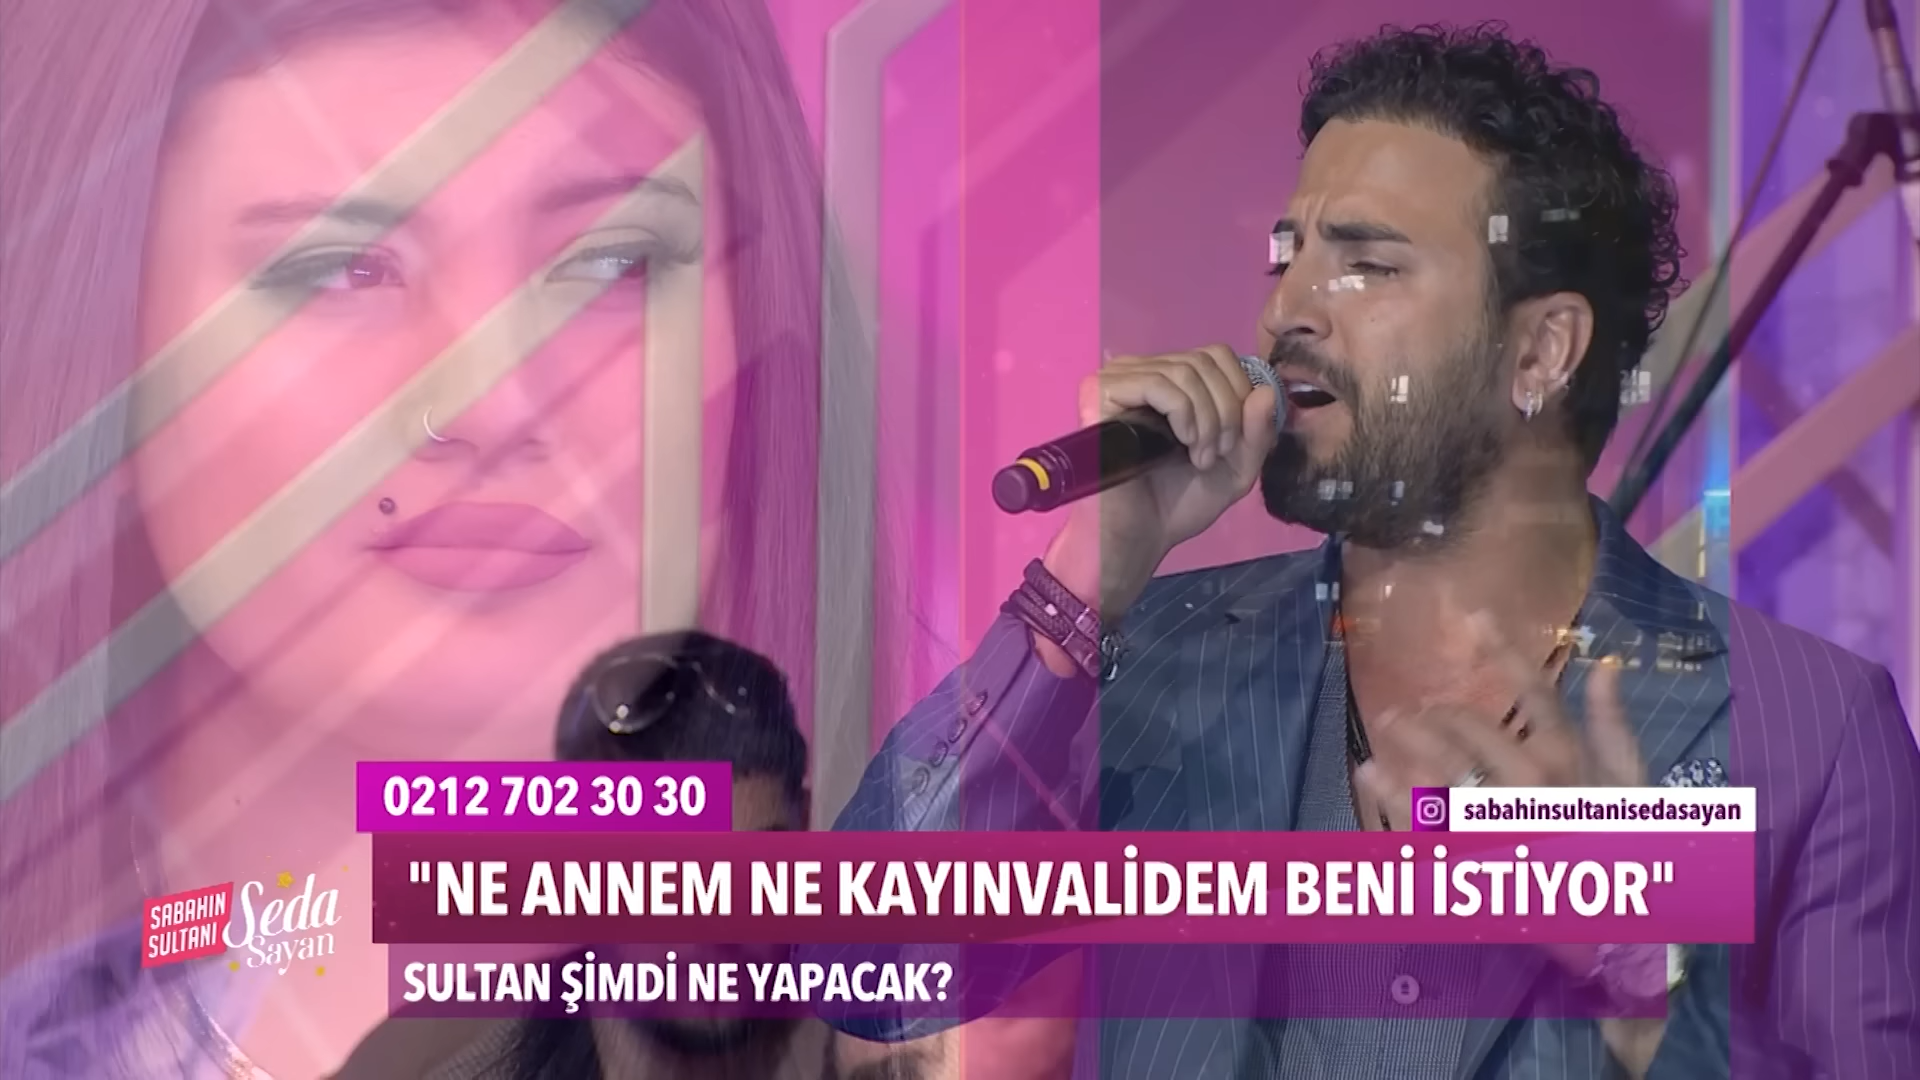 0212 702 30 30
sabahinsultanisedasayan
"NE ANNEM NE KAYINVALİDEM BENİ İSTİYOR"
SABAHIN
SULTANI
Seda
Sayan
SULTAN ŞİMDİ NE YAPACAK?